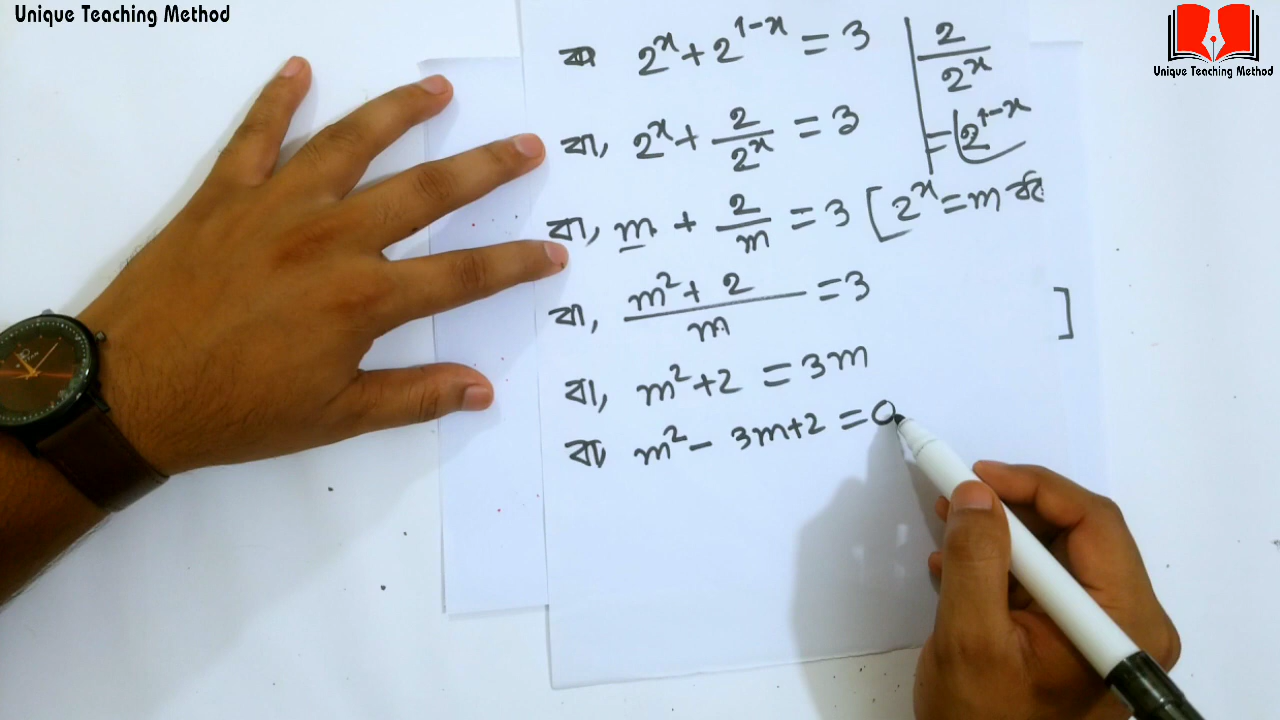 Unique Teaching Method
Unique Teaching Method
বা 2^x + 2^{1-x} = 3
2/2^x
= 2^{1-x}
বা, 2^x + 2/2^x = 3
বা, m + 2/m = 3 [2^x = m ধরি
]
বা, (m^2 + 2)/m = 3
বা, m^2 + 2 = 3m
বা, m^2 - 3m + 2 = 0